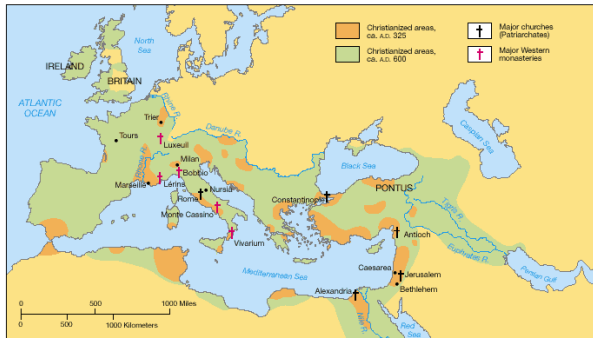 Christianized areas,
ca. A.D. 325
Christianized areas,
ca. A.D. 600
Major churches
(Patriarchates)
Major Western
monasteries
North
Sea
IRELAND
BRITAIN
ATLANTIC
OCEAN
Rhine R.
Trier
Tours
Luxeuil
Danube R.
Caspian Sea
Rhone R.
Milan
Bobbio
Black Sea
Marseille
Lérins
Nursia
PONTUS
Rome
Constantinople
Monte Cassino
Tigris R.
Antioch
Vivarium
Euphrates R.
Caesarea
Mediterranean Sea
Jerusalem
Persian Gulf
Alexandria
Bethlehem
Nile R.
Red
Sea
0 500 1000 Miles
0 500 1000 Kilometers